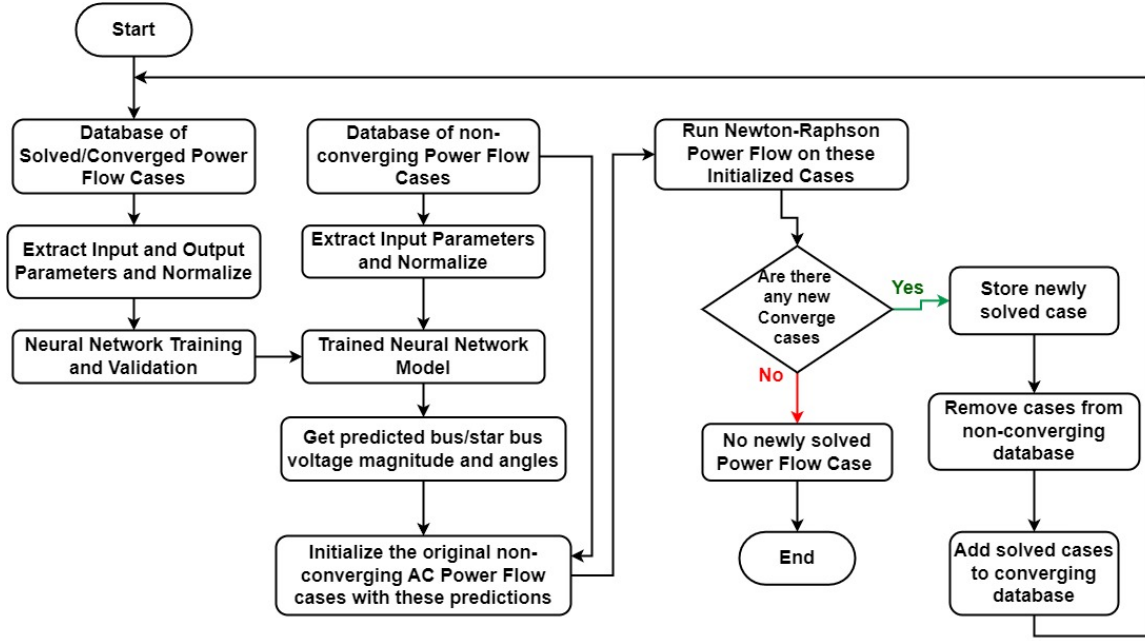 Start
Database of
Solved/Converged Power
Flow Cases
Extract Input and Output
Parameters and Normalize
Neural Network Training
and Validation
Database of non-
converging Power Flow
Cases
Extract Input Parameters
and Normalize
Trained Neural Network
Model
Get predicted bus/star bus
voltage magnitude and angles
Initialize the original non-
converging AC Power Flow
cases with these predictions
Run Newton-Raphson
Power Flow on these
Initialized Cases
Are there
any new
Converge
cases
Yes
No
No newly solved
Power Flow Case
End
Store newly
solved case
Remove cases from
non-converging
database
Add solved cases
to converging
database